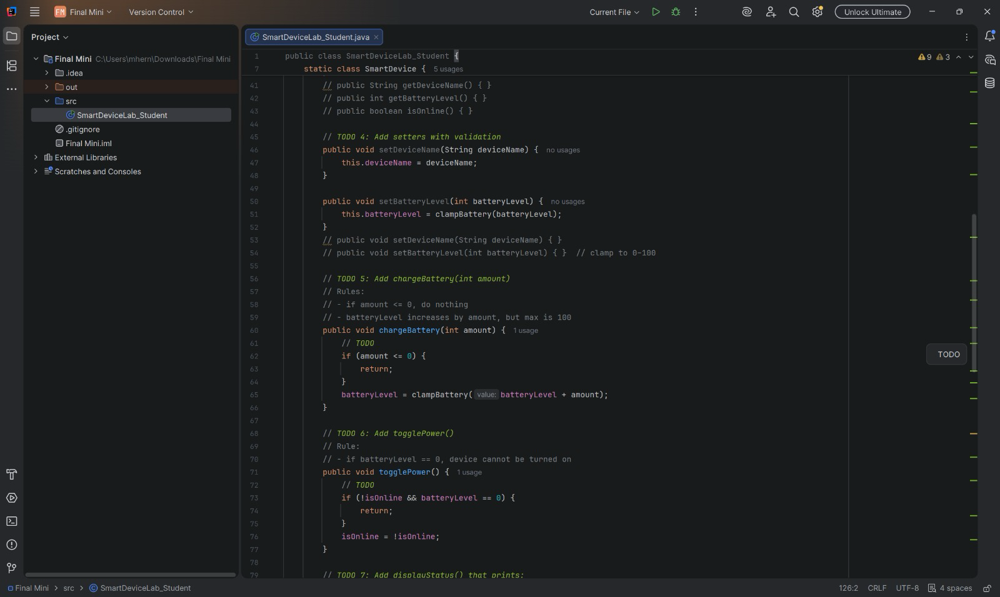 FM Final Mini
Version Control
Current File
Unlock Ultimate
Project
SmartDeviceLab_Student.java
Final Mini C:\Users\mhern\Downloads\Final Mini
.idea
out
src
SmartDeviceLab_Student
.gitignore
Final Mini.iml
External Libraries
Scratches and Consoles
9 3
1 public class SmartDeviceLab_Student {
7 static class SmartDevice { 5 usages
41 // public String getDeviceName() { }
42 // public int getBatteryLevel() { }
43 // public boolean isOnline() { }
44
45 // TODO 4: Add setters with validation
46 public void setDeviceName(String deviceName) { no usages
47 this.deviceName = deviceName;
48 }
49
50 public void setBatteryLevel(int batteryLevel) { no usages
51 this.batteryLevel = clampBattery(batteryLevel);
52 }
53 // public void setDeviceName(String deviceName) { }
54 // public void setBatteryLevel(int batteryLevel) { } // clamp to 0-100
55
56 // TODO 5: Add chargeBattery(int amount)
57 // Rules:
58 // - if amount <= 0, do nothing
59 // - batteryLevel increases by amount, but max is 100
60 public void chargeBattery(int amount) { 1 usage
61 // TODO
62 if (amount <= 0) {
63 return;
64 }
65 batteryLevel = clampBattery( value: batteryLevel + amount);
66 }
67
68 // TODO 6: Add togglePower()
69 // Rule:
70 // - if batteryLevel == 0, device cannot be turned on
71 public void togglePower() { 1 usage
72 // TODO
73 if (!isOnline && batteryLevel == 0) {
74 return;
75 }
76 isOnline = !isOnline;
77 }
78
79 // TODO 7: Add displayStatus() that prints:
TODO
Final Mini > src > SmartDeviceLab_Student
126:2 CRLF UTF-8 4 spaces